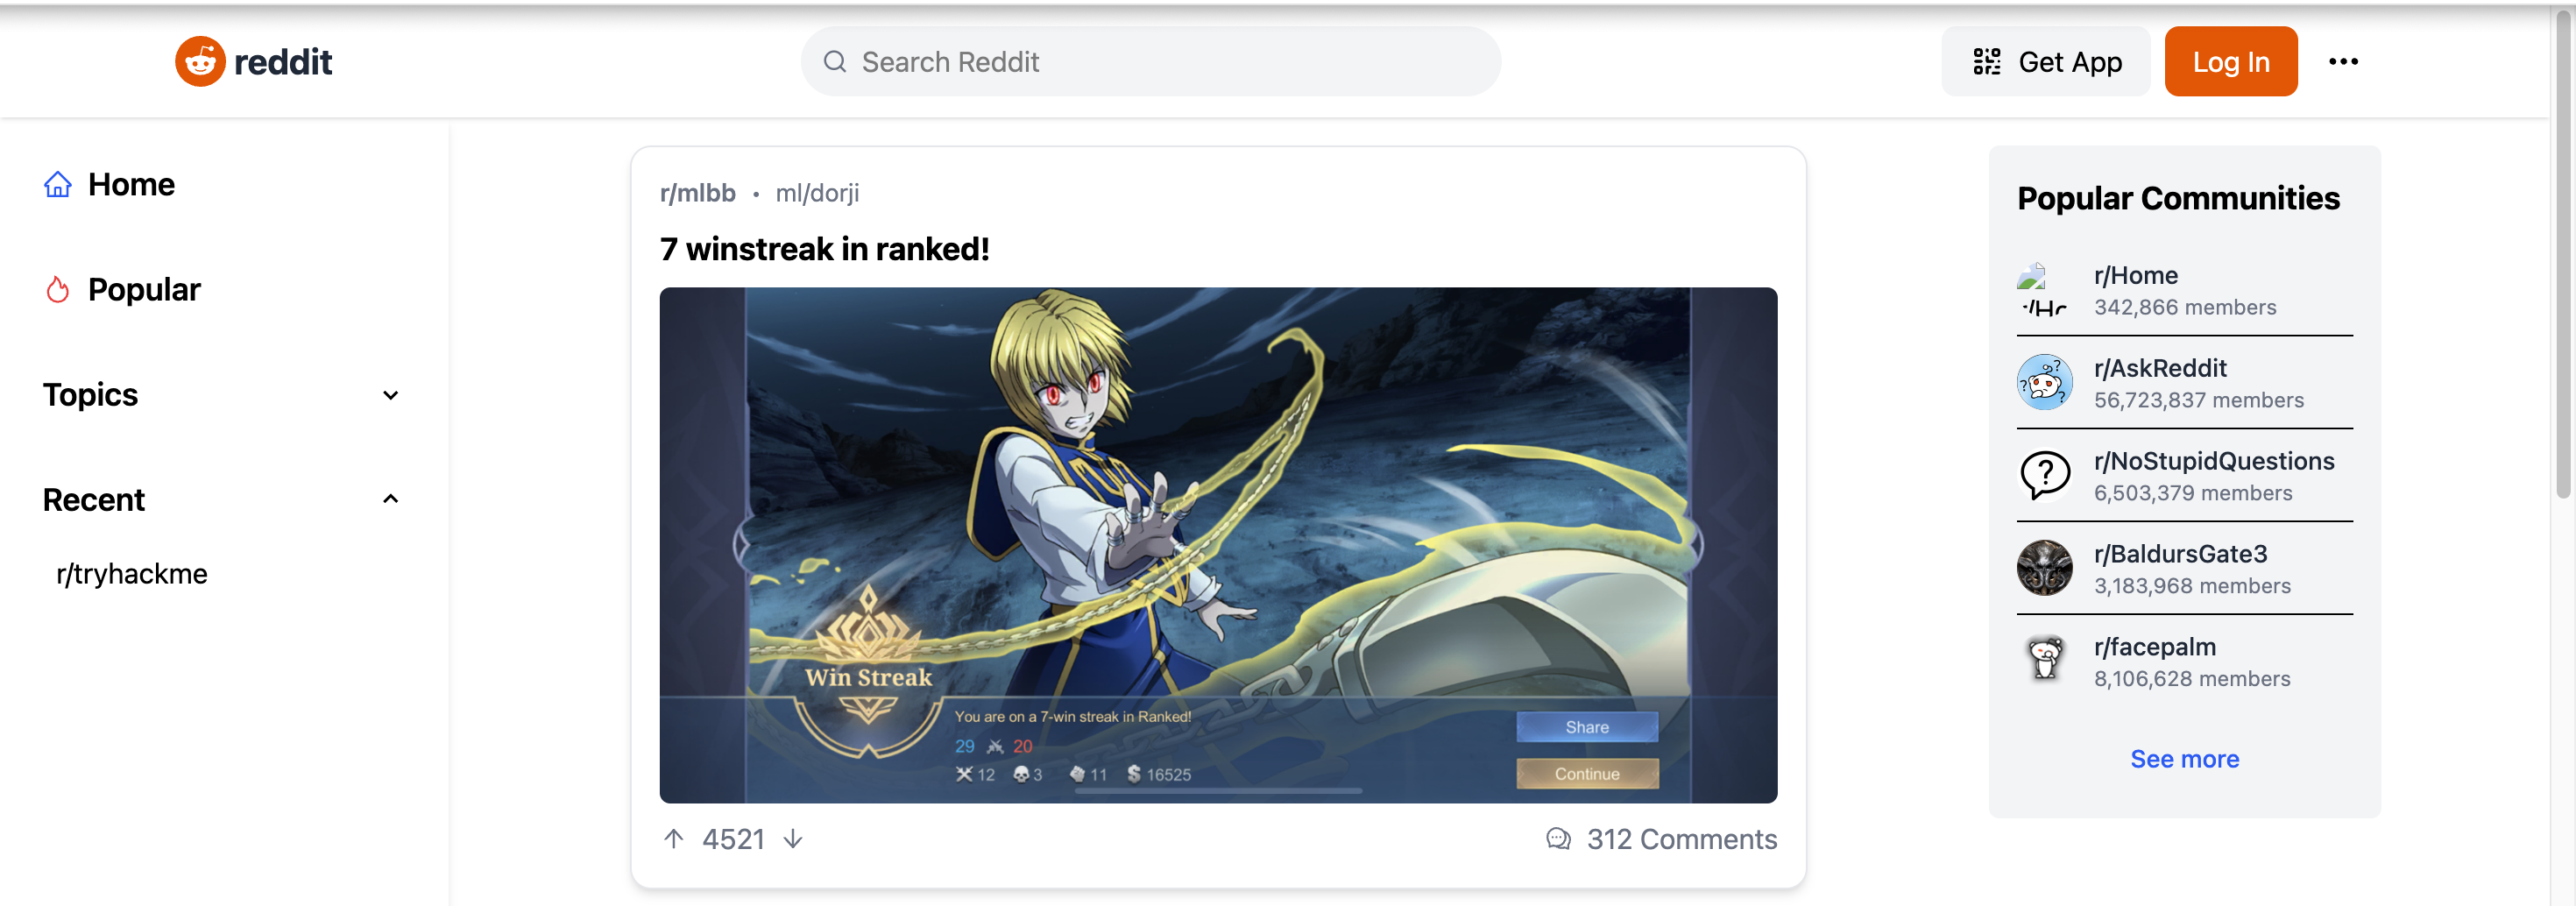 reddit
Search Reddit
Get App
Log In
Home
Popular
Topics
Recent
r/tryhackme
r/mlbb • ml/dorji
7 winstreak in ranked!
Win Streak
You are on a 7-win streak in Ranked!
29 20
12 3 11 16525
Share
Continue
4521
312 Comments
Popular Communities
r/Home
342,866 members
r/AskReddit
56,723,837 members
r/NoStupidQuestions
6,503,379 members
r/BaldursGate3
3,183,968 members
r/facepalm
8,106,628 members
See more